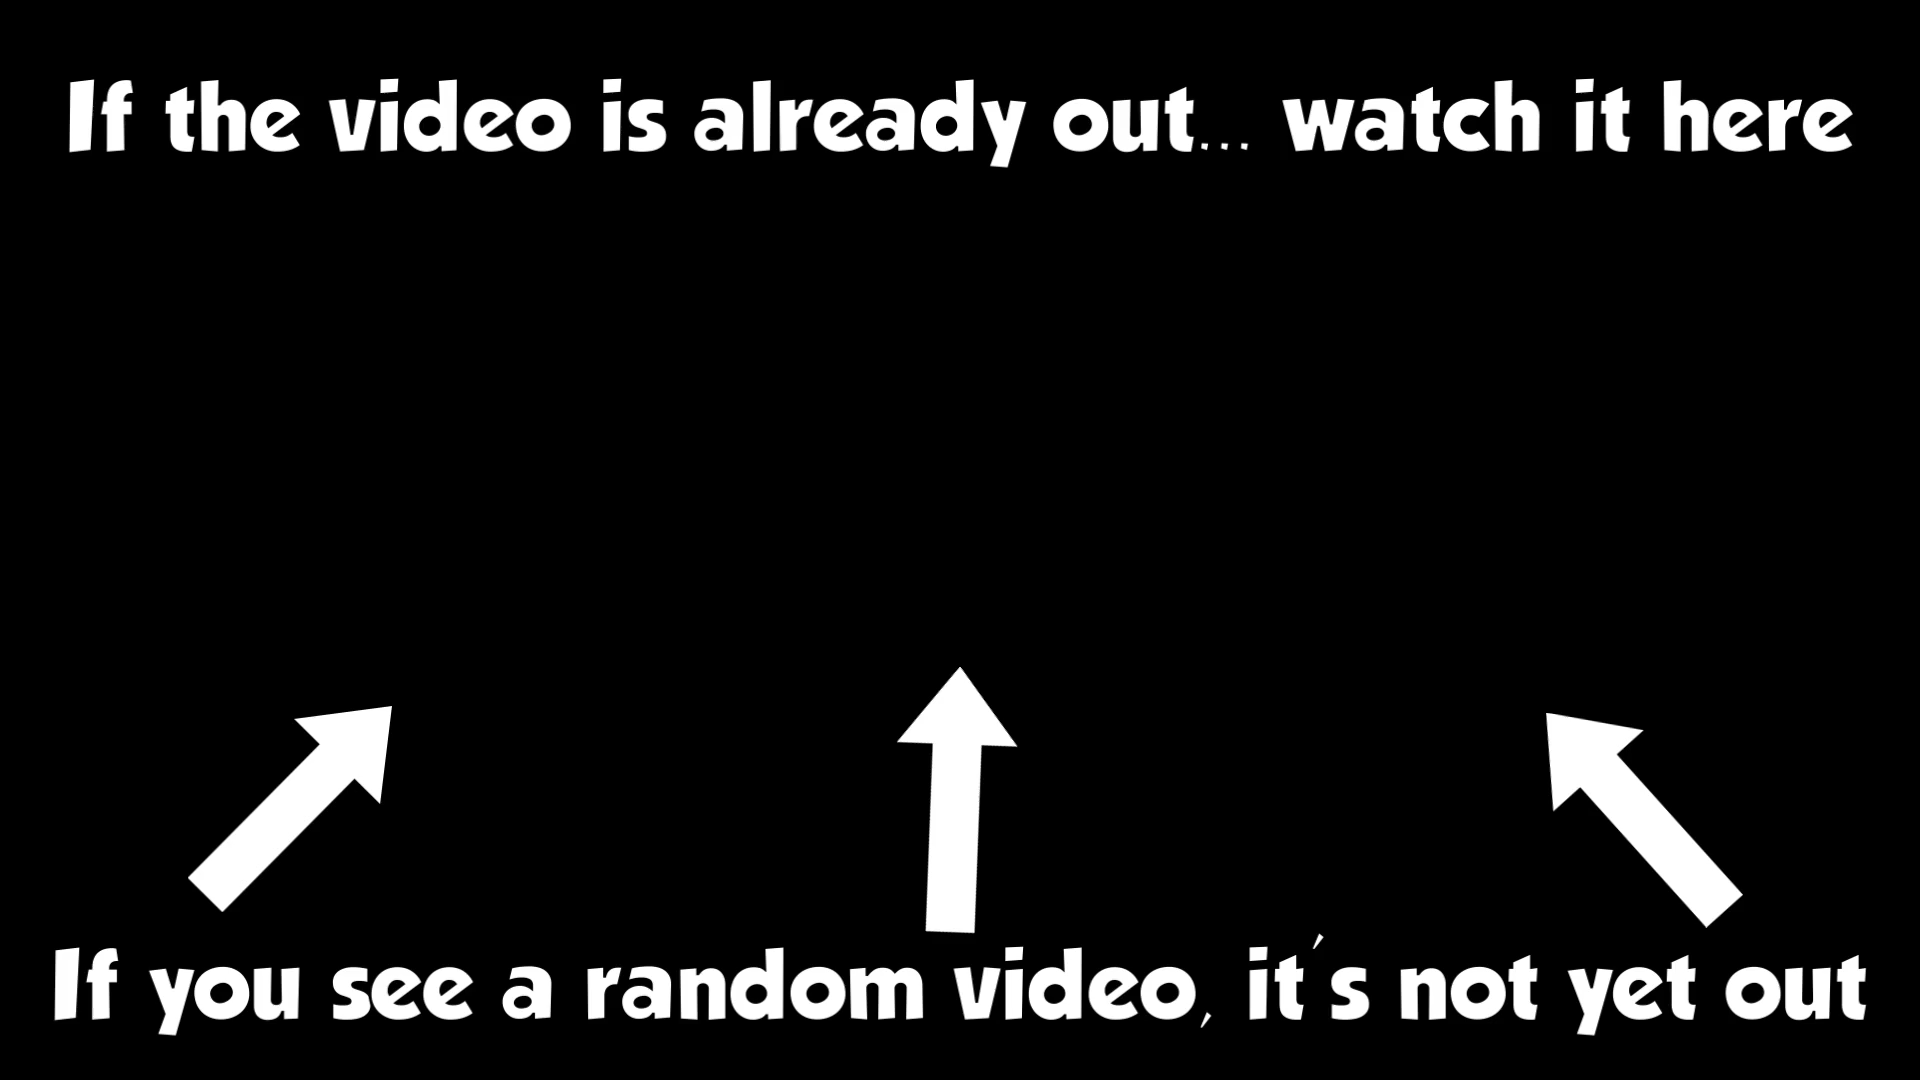 If the video is already out... watch it here
If you see a random video, it's not yet out